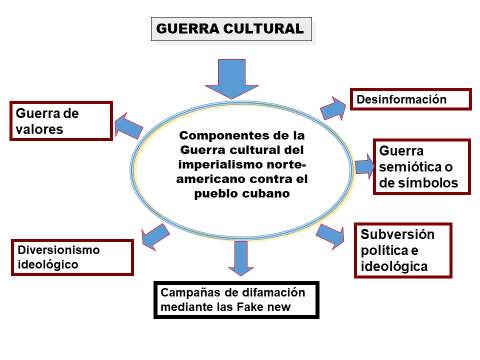 GUERRA CULTURAL
Componentes de la
Guerra cultural del
imperialismo norte-
americano contra el
pueblo cubano
Guerra de
valores
Desinformación
Guerra
semiótica o
de símbolos
Diversionismo
ideológico
Subversión
política e
ideológica
Campañas de difamación
mediante las Fake new